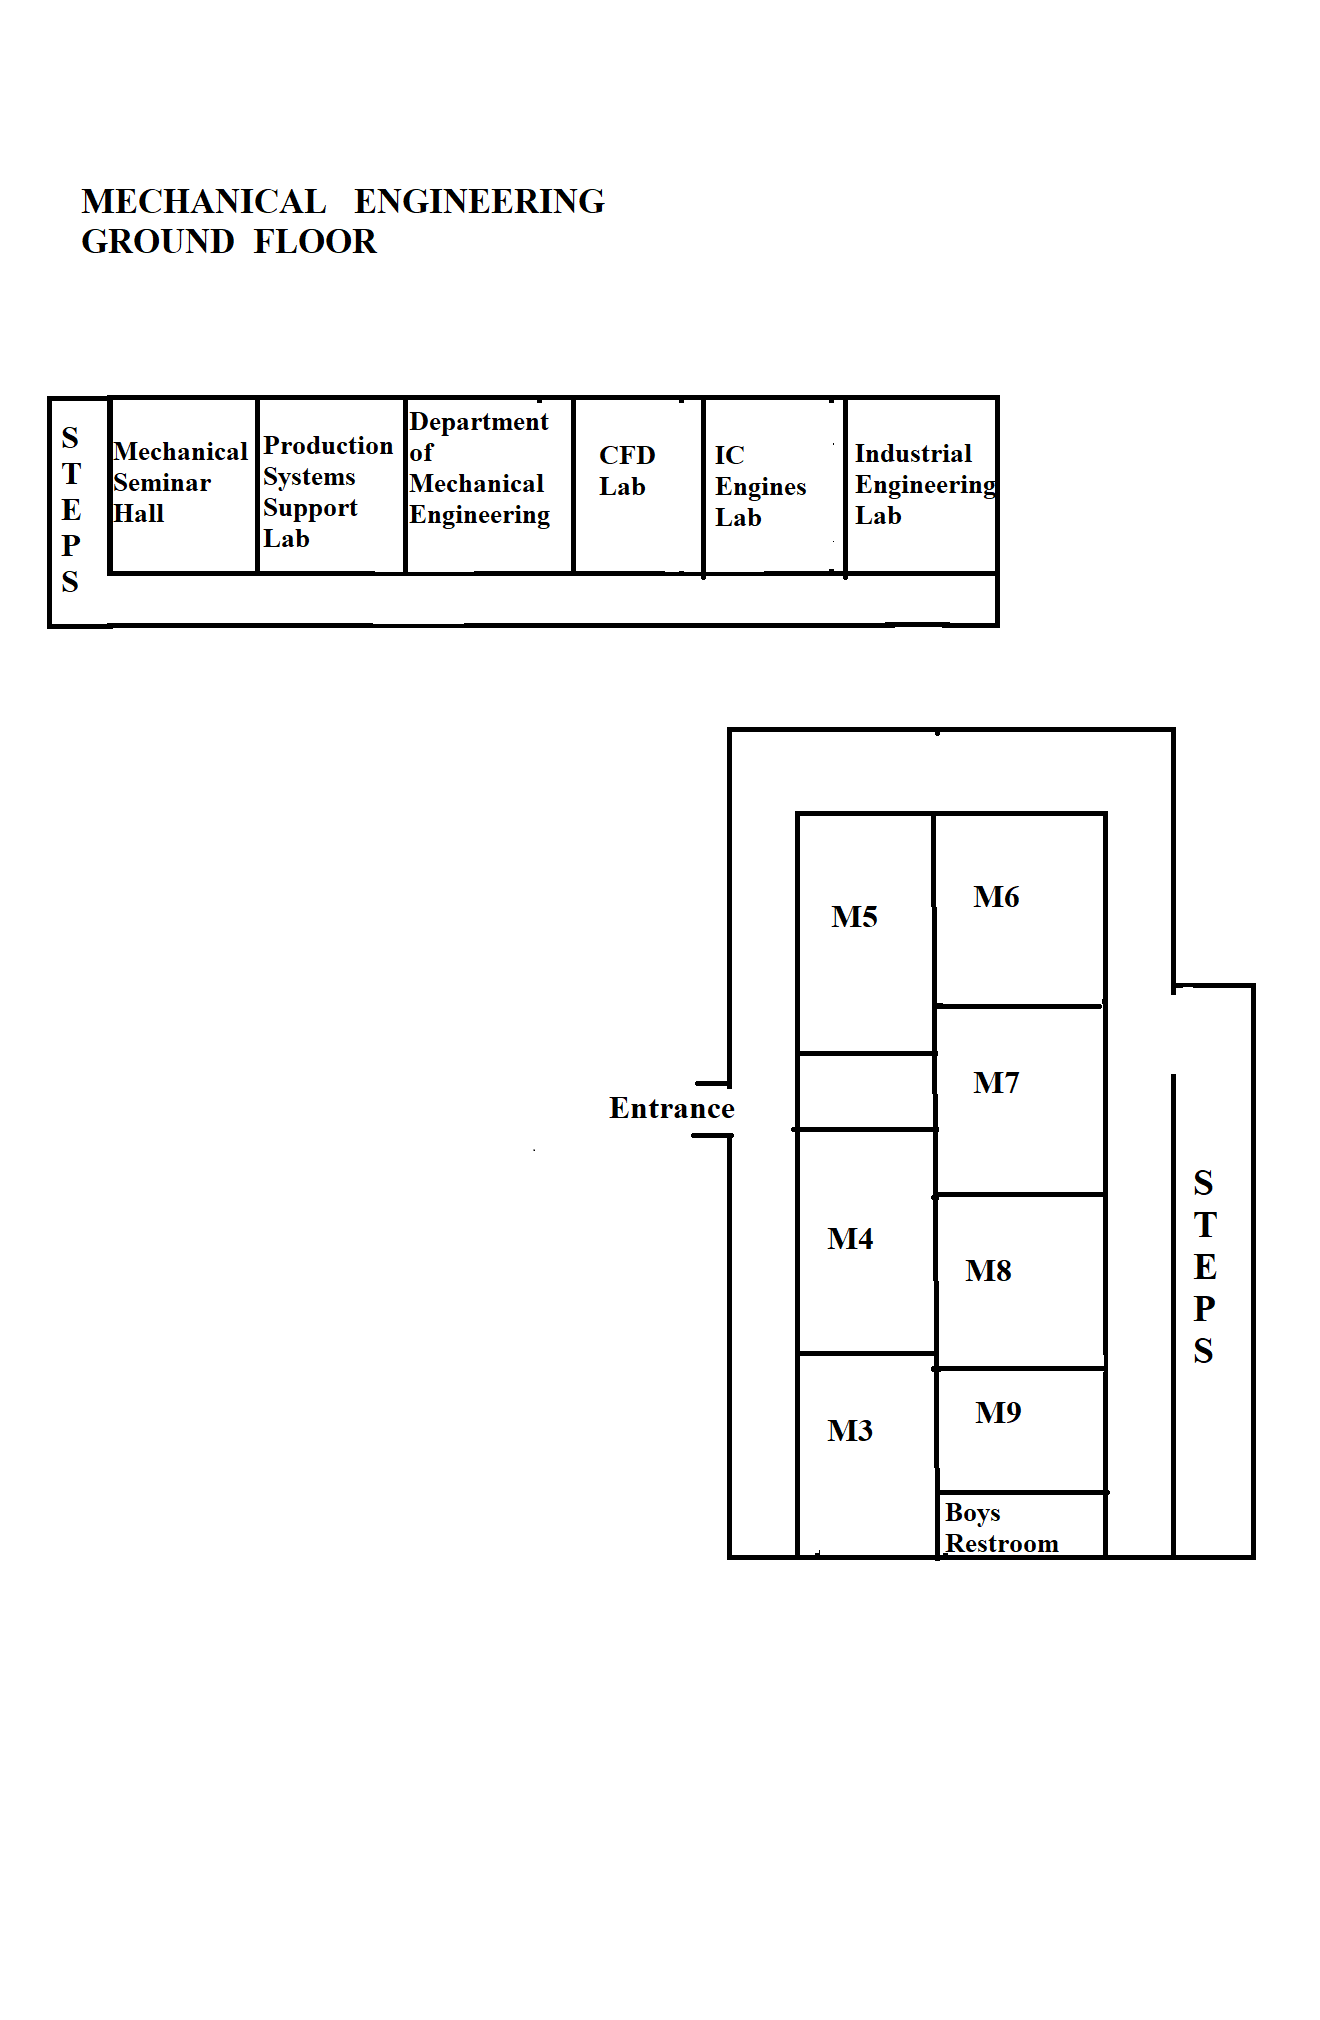 MECHANICAL ENGINEERING
GROUND FLOOR
S
T
E
P
S
Mechanical
Seminar
Hall
Production
Systems
Support
Lab
Department
of
Mechanical
Engineering
CFD
Lab
IC
Engines
Lab
Industrial
Engineering
Lab
M5
M6
M7
Entrance
M4
M8
M3
M9
Boys
Restroom
S
T
E
P
S